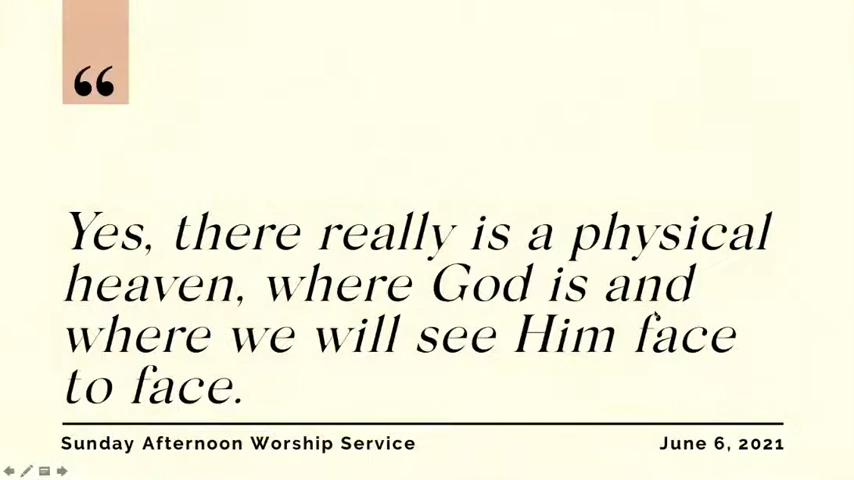 “
Yes, there really is a physical
heaven, where God is and
where we will see Him face
to face.
Sunday Afternoon Worship Service
June 6, 2021